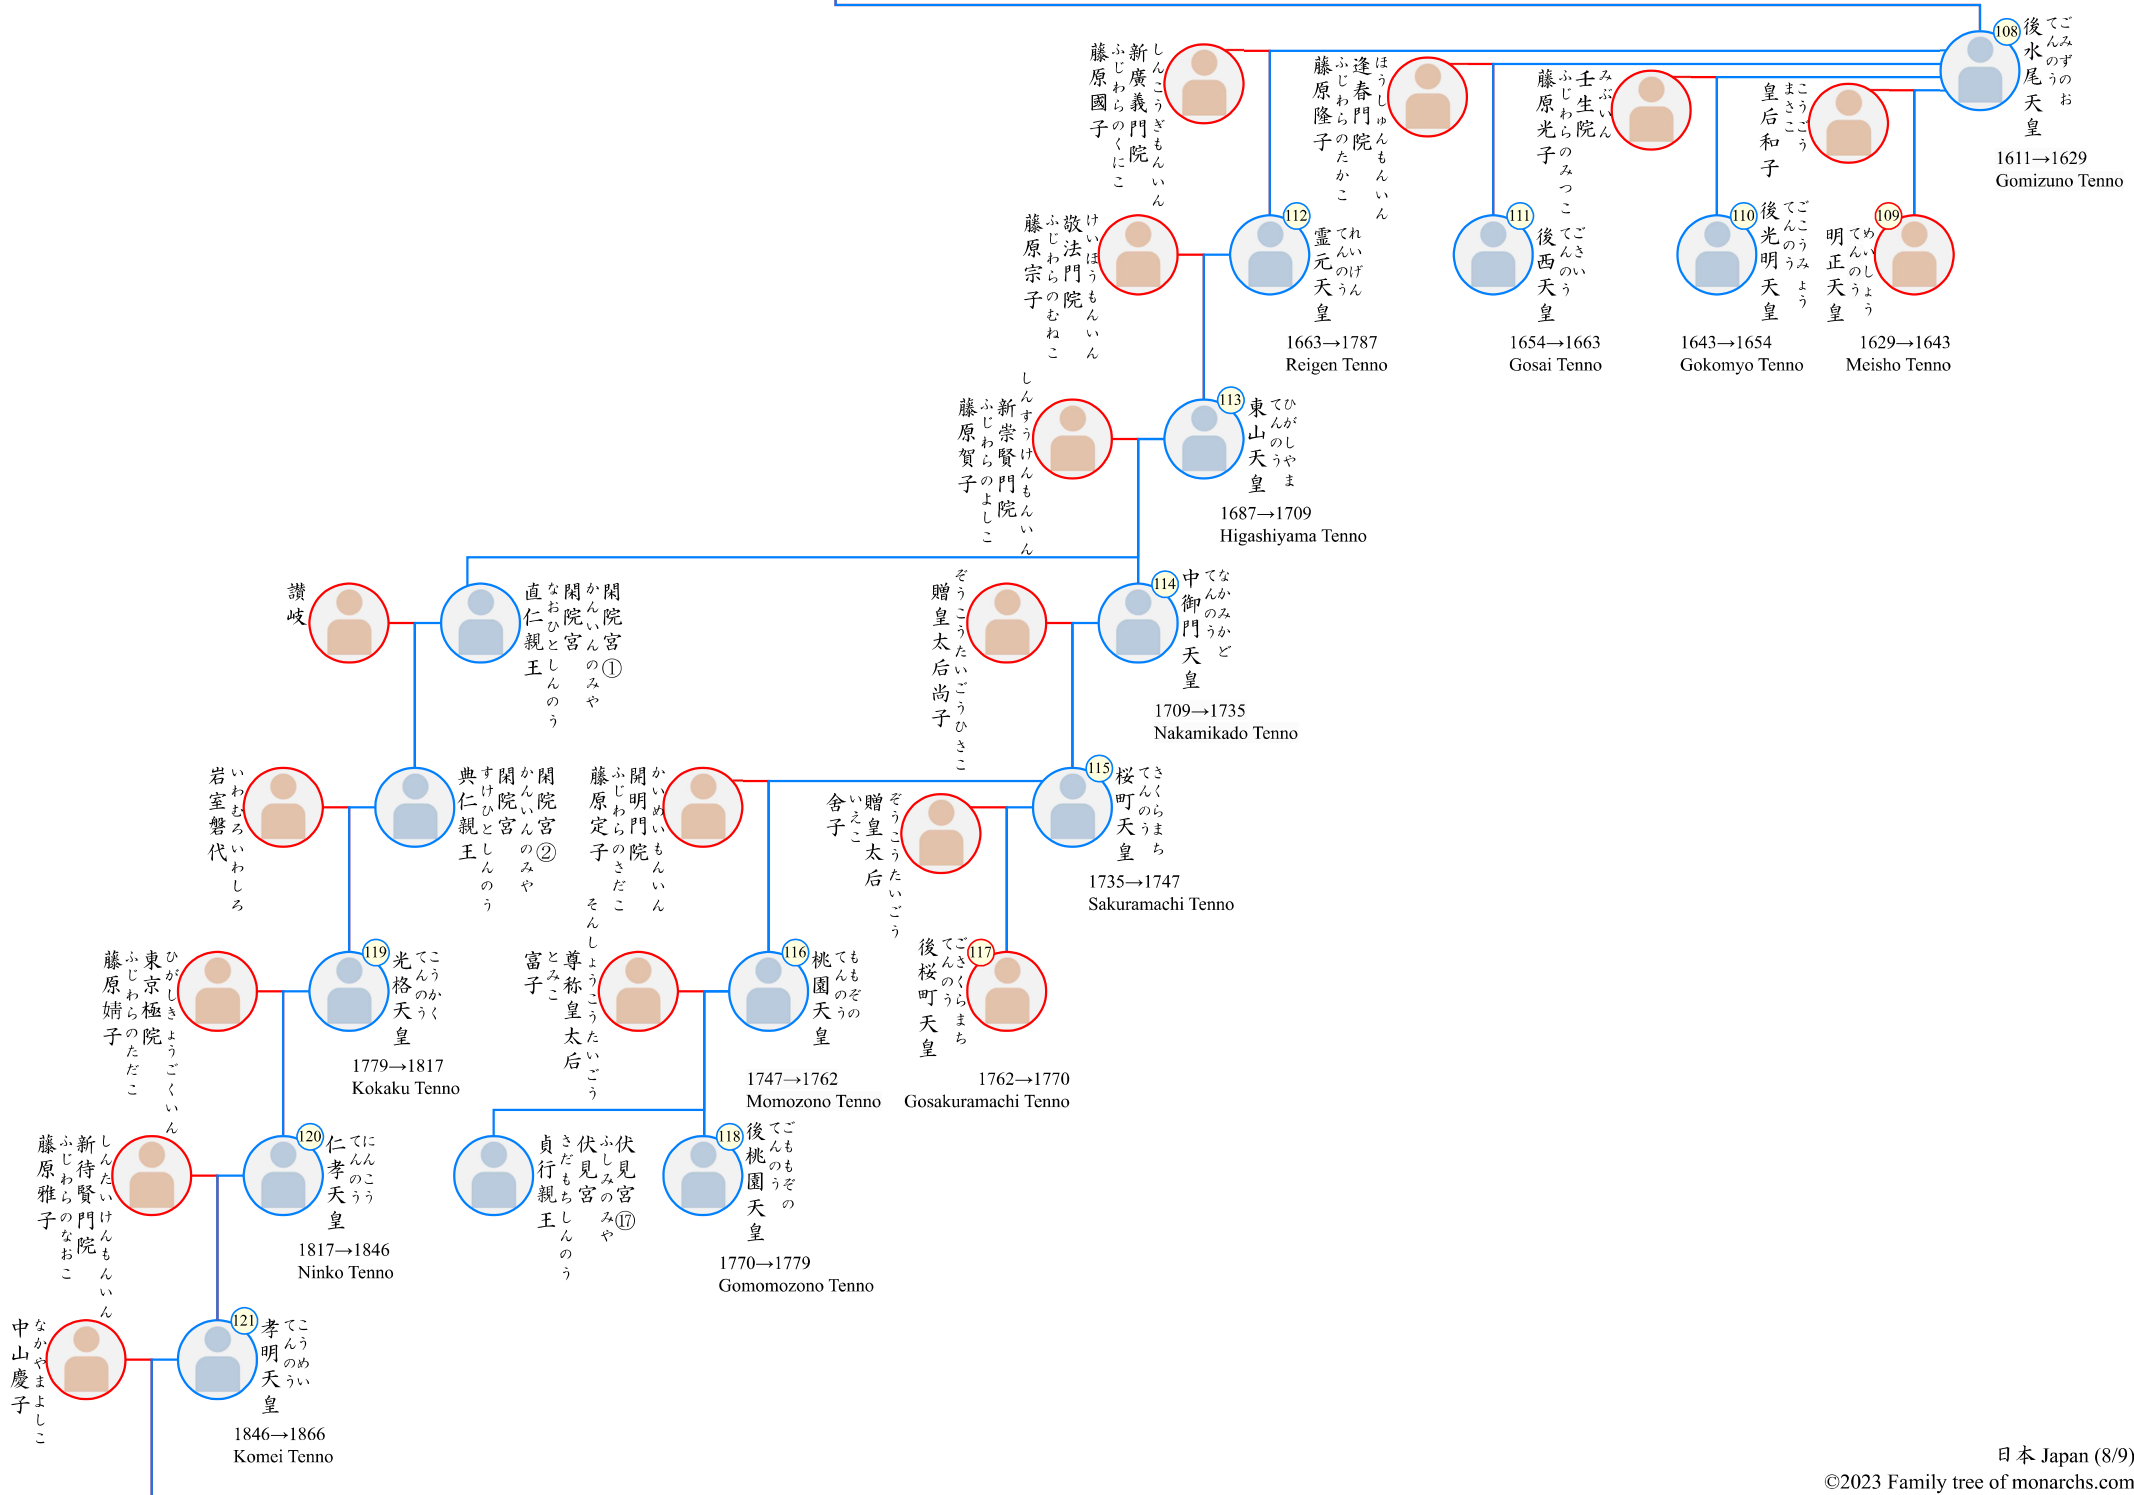 108
後水尾天皇
ごみずのお
てんのう
1611→1629
Gomizuno Tenno
皇后和子
こうごう
まさこ
壬生院
みぶいん
藤原光子
ふじわらのみつこ
逢春門院
ほうしゅんもんいん
藤原隆子
ふじわらのたかこ
新廣義門院
しんこうぎもんいん
藤原國子
ふじわらのくにこ
109
明正天皇
めいしょう
てんのう
1629→1643
Meisho Tenno
110
後光明天皇
ごこうみょう
てんのう
1643→1654
Gokomyo Tenno
111
後西天皇
ごさい
てんのう
1654→1663
Gosai Tenno
112
霊元天皇
れいげん
てんのう
1663→1787
Reigen Tenno
敬法門院
けいほうもんいん
藤原宗子
ふじわらのむねこ
113
東山天皇
ひがしやま
てんのう
1687→1709
Higashiyama Tenno
新崇賢門院
しんすうけんもんいん
藤原賀子
ふじわらのよしこ
114
中御門天皇
なかみかど
てんのう
1709→1735
Nakamikado Tenno
贈皇太后尚子
ぞうこうたいごうひさこ
閑院宮①
閑院宮
かんいんのみや
直仁親王
なおひとしんのう
讃岐
115
桜町天皇
さくらまち
てんのう
1735→1747
Sakuramachi Tenno
贈皇太后
ぞうこうたいごう
舍子
いえこ
開明門院
かいめいもんいん
藤原定子
ふじわらのさだこ
閑院宮②
閑院宮
かんいんのみや
典仁親王
すけひとしんのう
岩室磐代
いわむろいわしろ
117
後桜町天皇
ごさくらまち
てんのう
1762→1770
Gosakuramachi Tenno
116
桃園天皇
ももぞの
てんのう
1747→1762
Momozono Tenno
尊称皇太后
そんしょうこうたいごう
富子
とみこ
119
光格天皇
こうかく
てんのう
1779→1817
Kokaku Tenno
東京極院
ひがしきょうごくいん
藤原婧子
ふじわらのただこ
118
後桃園天皇
ごももぞの
てんのう
1770→1779
Gomomozono Tenno
伏見宮⑰
伏見宮
ふしみのみや
貞行親王
さだもちしんのう
120
仁孝天皇
にんこう
てんのう
1817→1846
Ninko Tenno
新待賢門院
しんたいけんもんいん
藤原雅子
ふじわらのなおこ
121
孝明天皇
こうめい
てんのう
1846→1866
Komei Tenno
中山慶子
なかやまよしこ
日本 Japan (8/9)
©2023 Family tree of monarchs.com